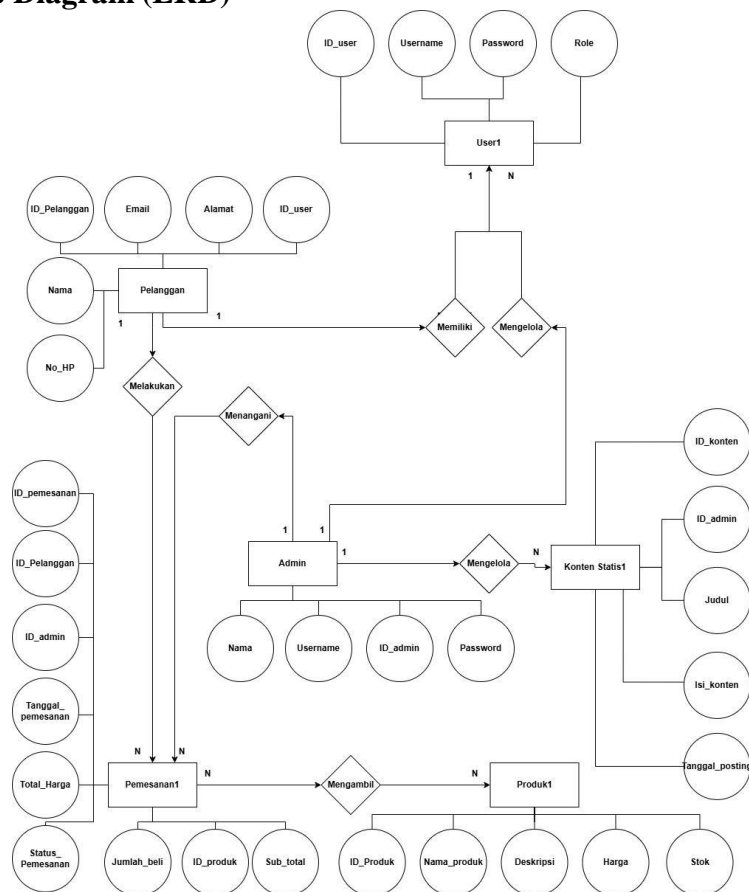 Diagram (ERD)
ID_user
Username
Password
Role
User1
1
N
ID_Pelanggan
Email
Alamat
ID_user
Nama
Pelanggan
1
1
Memiliki
Mengelola
No_HP
Melakukan
Menangani
ID_konten
ID_pemesanan
ID_admin
1
1
1
N
Admin
Mengelola
Konten Statis1
ID_Pelanggan
Judul
ID_admin
Nama
Username
ID_admin
Password
Isi_konten
Tanggal_
pemesanan
N
N
Tanggal_posting
Total_Harga
Pemesanan1
N
Mengambil
N
Produk1
Status_
Pemesanan
Jumlah_beli
ID_produk
Sub_total
ID_Produk
Nama_produk
Deskripsi
Harga
Stok